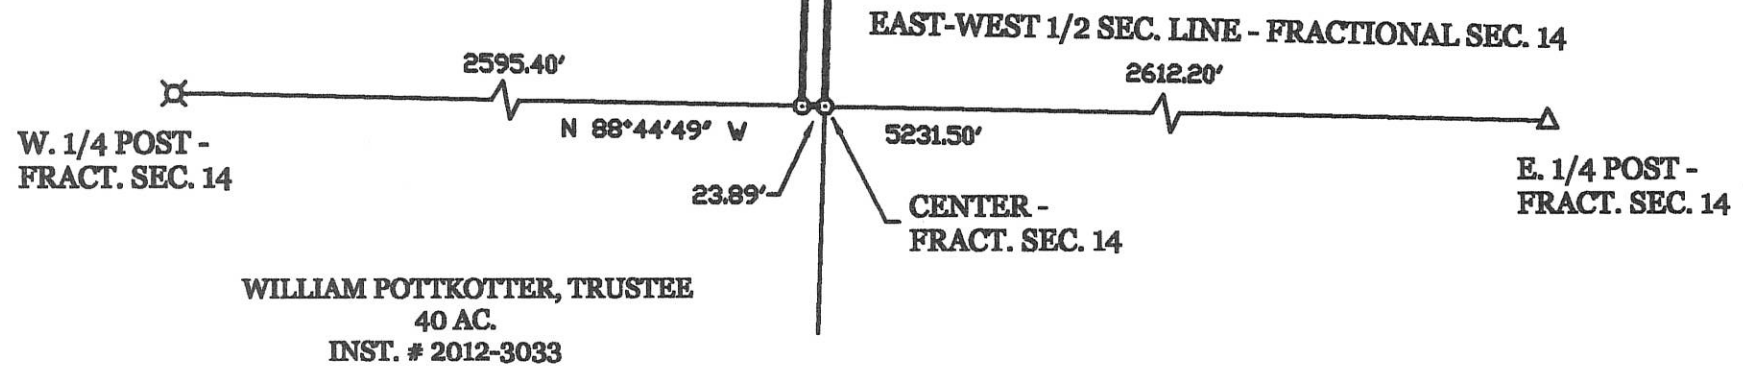 EAST-WEST 1/2 SEC. LINE - FRACTIONAL SEC. 14
2595.40'
2612.20'
N 88°44'49" W
5231.50'
W. 1/4 POST -
FRACT. SEC. 14
23.89'
CENTER -
FRACT. SEC. 14
E. 1/4 POST -
FRACT. SEC. 14
WILLIAM POTTKOTTER, TRUSTEE
40 AC.
INST. # 2012-3033